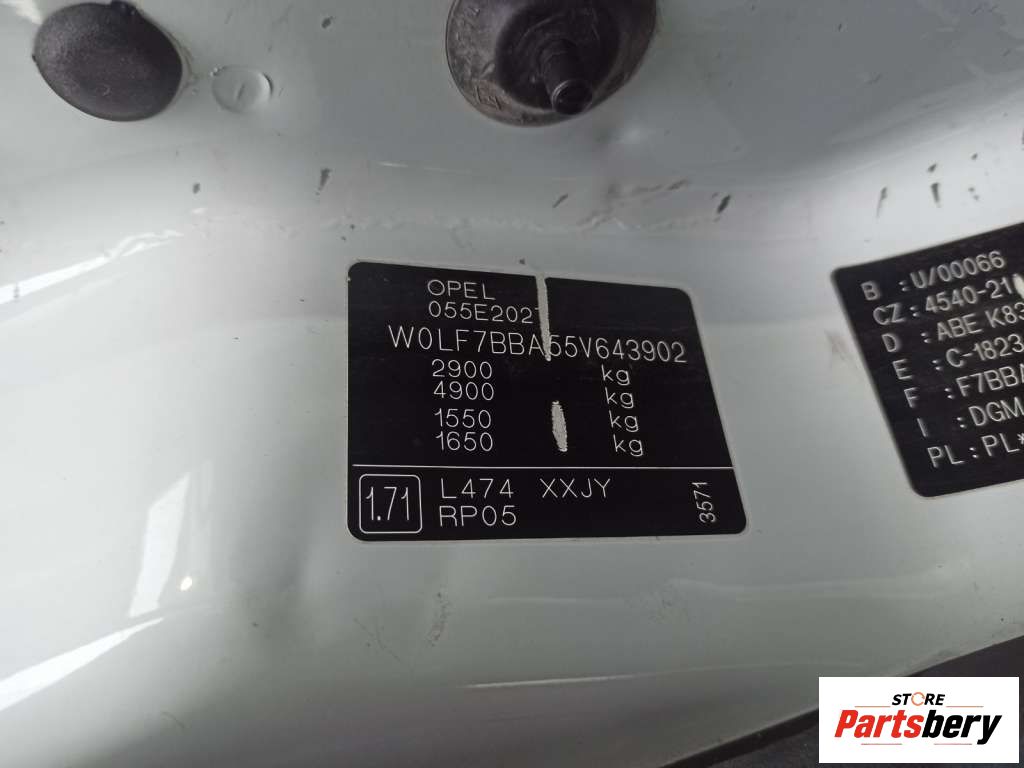 OPEL
055E202
W0LF7BBA55V643902
2900 kg
4900 kg
1550 kg
1650 kg
1.71 L474 XXJY
RP05
3571
B : U/00066
CZ : 4540-21
D : ABE K83
E : C-1823
F : F7BBA
I : DGM
PL : PL*
STORE
Partsbery